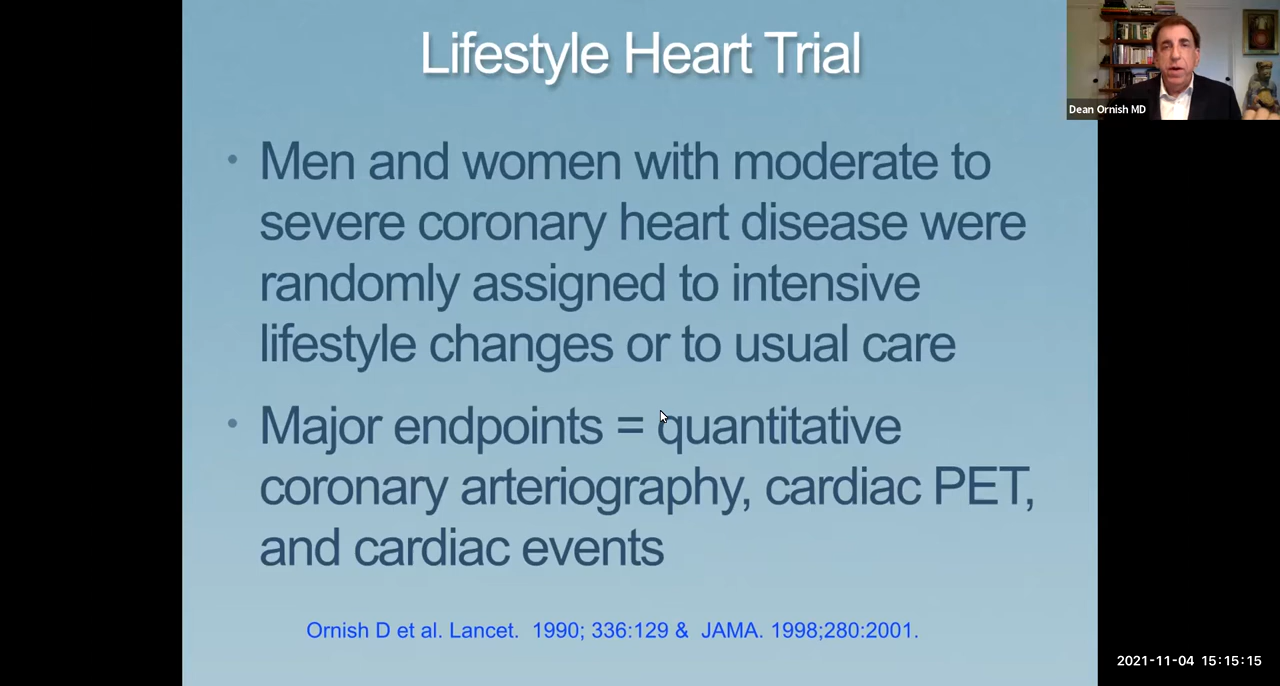 Lifestyle Heart Trial
Dean Ornish MD
• Men and women with moderate to
severe coronary heart disease were
randomly assigned to intensive
lifestyle changes or to usual care
• Major endpoints = quantitative
coronary arteriography, cardiac PET,
and cardiac events
Ornish D et al. Lancet. 1990; 336:129 & JAMA. 1998;280:2001.
2021-11-04 15:15:15